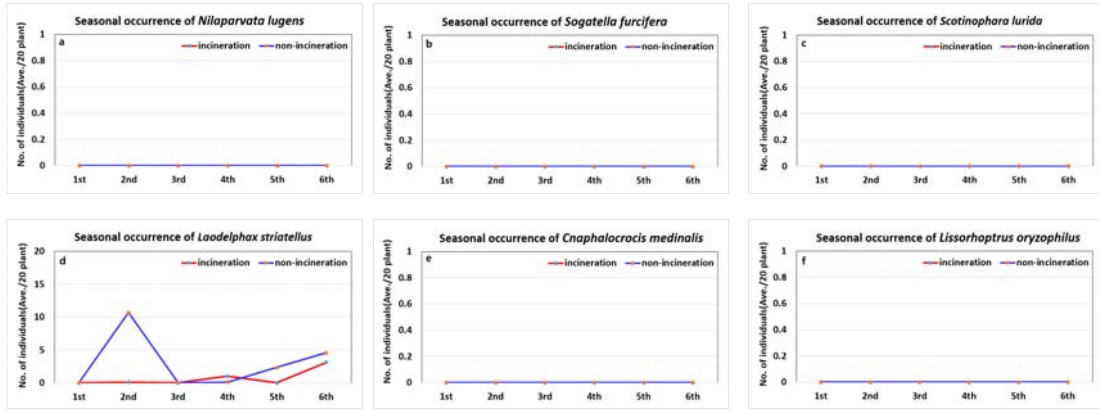 Seasonal occurrence of Nilaparvata lugens
No. of individuals(Ave./20 plant)
1
0.8
0.6
0.4
0.2
0
a
incineration non-incineration
1st 2nd 3rd 4th 5th 6th
Seasonal occurrence of Sogatella furcifera
No. of individuals(Ave./20 plant)
1
0.8
0.6
0.4
0.2
0
b
incineration non-incineration
1st 2nd 3rd 4th 5th 6th
Seasonal occurrence of Scotinophara lurida
No. of individuals(Ave./20 plant)
1
0.8
0.6
0.4
0.2
0
c
incineration non-incineration
1st 2nd 3rd 4th 5th 6th
Seasonal occurrence of Laodelphax striatellus
No. of individuals(Ave./20 plant)
20
15
10
5
0
d
incineration non-incineration
1st 2nd 3rd 4th 5th 6th
Seasonal occurrence of Cnaphalocrocis medinalis
No. of individuals(Ave./20 plant)
1
0.8
0.6
0.4
0.2
0
e
incineration non-incineration
1st 2nd 3rd 4th 5th 6th
Seasonal occurrence of Lissorhoptrus oryzophilus
No. of individuals(Ave./20 plant)
1
0.8
0.6
0.4
0.2
0
f
incineration non-incineration
1st 2nd 3rd 4th 5th 6th